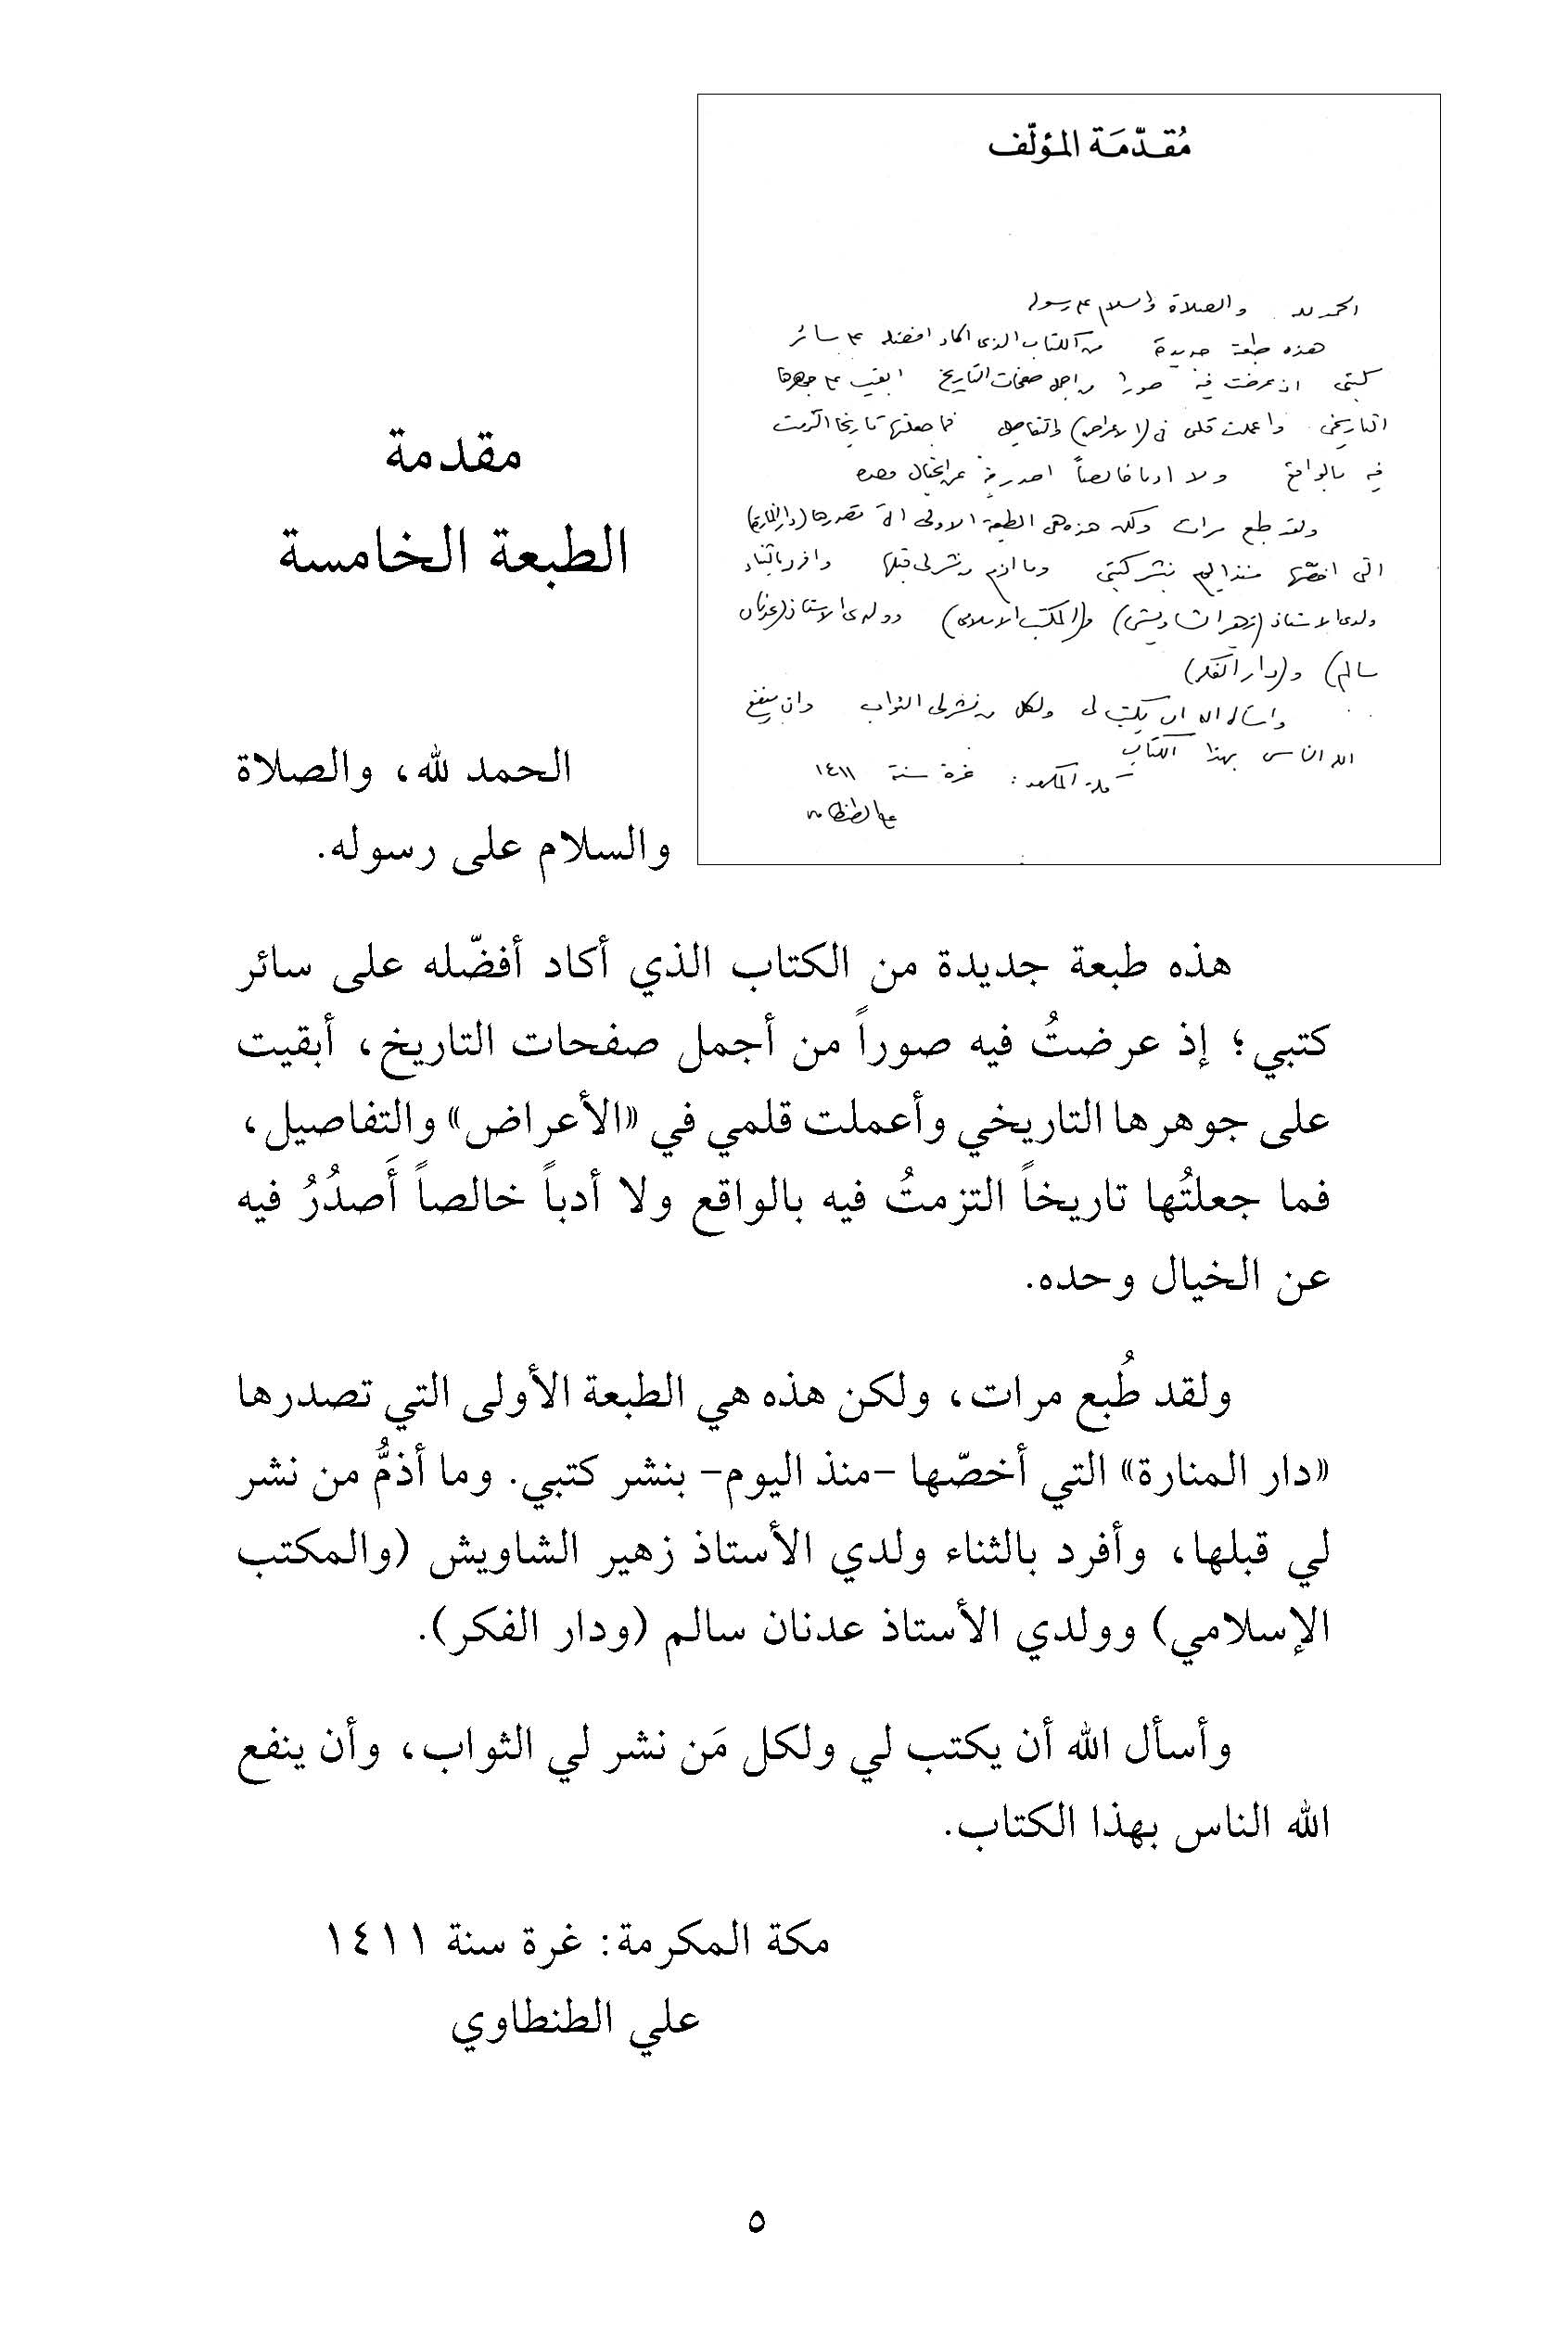 مُقَدّمَة المؤلّف
الحمد لله والصلاة والسلام على رسوله
هذه طبعة جديدة من الكتاب الذي اكاد افضله على سائر
كتبي اذ عرضت فيه صورا من اجمل صفحات التاريخ ابقيت على جوهرها
التاريخي واعملت قلمي في (الاعراض) والتفاصيل فما جعلتها تاريخا التزمت
فيه بالواقع ولا ادبا خالصاً اصدر فيه عن الخيال وحده
ولقد طبع مرات ولكن هذه هي الطبعة الاولى التي تصدرها (دار المنارة)
التي اخصّها منذ اليوم بنشر كتبي وما اذم من نشر لي قبلها وافرد بالثناء
ولدي الاستاذ (زهير الشاويش) و(المكتب الاسلامي) وولدي الاستاذ (عدنان
سالم) و(دار الفكر)
واسأل الله ان يكتب لي ولكل من نشر لي الثواب وان ينفع
الله الناس بهذا الكتاب
مكة المكرمة: غرة سنة ١٤١١
علي الطنطاوي
مقدمة
الطبعة الخامسة
الحمد لله، والصلاة
والسلام على رسوله.
هذه طبعة جديدة من الكتاب الذي أكاد أفضّله على سائر
كتبي؛ إذ عرضتُ فيه صوراً من أجمل صفحات التاريخ، أبقيت
على جوهرها التاريخي وأعملت قلمي في «الأعراض» والتفاصيل،
فما جعلتُها تاريخاً التزمتُ فيه بالواقع ولا أدباً خالصاً أَصدُرُ فيه
عن الخيال وحده.
ولقد طُبع مرات، ولكن هذه هي الطبعة الأولى التي تصدرها
«دار المنارة» التي أخصّها -منذ اليوم- بنشر كتبي. وما أذمُّ من نشر
لي قبلها، وأفرد بالثناء ولدي الأستاذ زهير الشاويش (والمكتب
الإسلامي) وولدي الأستاذ عدنان سالم (ودار الفكر).
وأسأل الله أن يكتب لي ولكل مَن نشر لي الثواب، وأن ينفع
الله الناس بهذا الكتاب.
مكة المكرمة: غرة سنة ١٤١١
علي الطنطاوي
٥